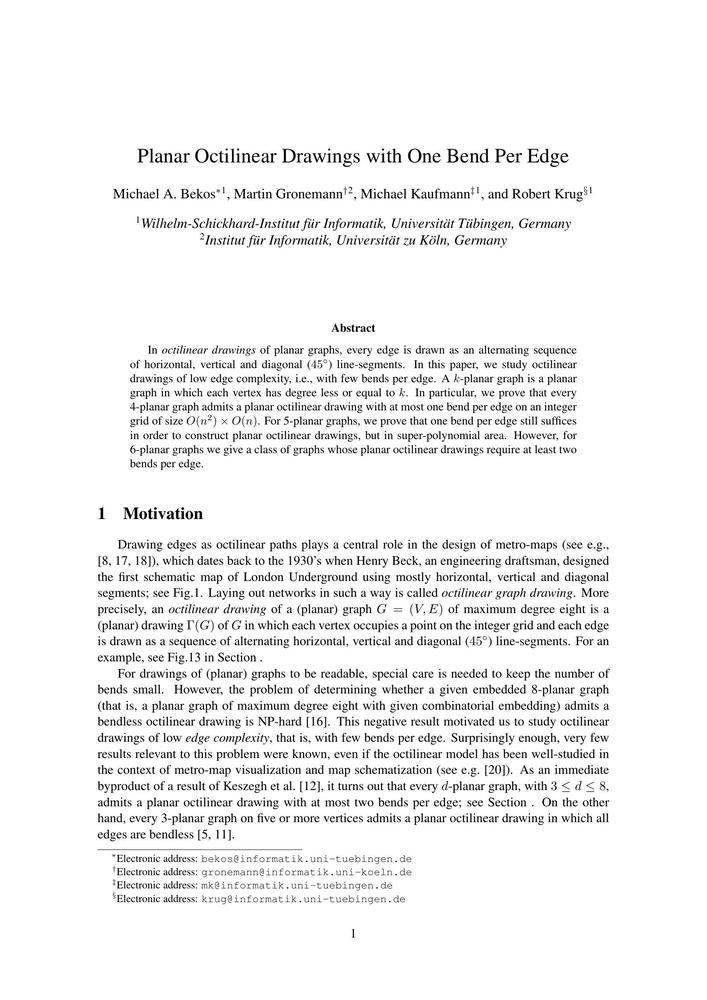 Planar Octilinear Drawings with One Bend Per Edge
Michael A. Bekos*1, Martin Gronemann†2, Michael Kaufmann‡1, and Robert Krug§1
1Wilhelm-Schickhard-Institut für Informatik, Universität Tübingen, Germany
2Institut für Informatik, Universität zu Köln, Germany
Abstract
In octilinear drawings of planar graphs, every edge is drawn as an alternating sequence
of horizontal, vertical and diagonal (45°) line-segments. In this paper, we study octilinear
drawings of low edge complexity, i.e., with few bends per edge. A k-planar graph is a planar
graph in which each vertex has degree less or equal to k. In particular, we prove that every
4-planar graph admits a planar octilinear drawing with at most one bend per edge on an integer
grid of size O(n²) × O(n). For 5-planar graphs, we prove that one bend per edge still suffices
in order to construct planar octilinear drawings, but in super-polynomial area. However, for
6-planar graphs we give a class of graphs whose planar octilinear drawings require at least two
bends per edge.
1 Motivation
Drawing edges as octilinear paths plays a central role in the design of metro-maps (see e.g.,
[8, 17, 18]), which dates back to the 1930's when Henry Beck, an engineering draftsman, designed
the first schematic map of London Underground using mostly horizontal, vertical and diagonal
segments; see Fig.1. Laying out networks in such a way is called octilinear graph drawing. More
precisely, an octilinear drawing of a (planar) graph G = (V, E) of maximum degree eight is a
(planar) drawing Γ(G) of G in which each vertex occupies a point on the integer grid and each edge
is drawn as a sequence of alternating horizontal, vertical and diagonal (45°) line-segments. For an
example, see Fig.13 in Section .
For drawings of (planar) graphs to be readable, special care is needed to keep the number of
bends small. However, the problem of determining whether a given embedded 8-planar graph
(that is, a planar graph of maximum degree eight with given combinatorial embedding) admits a
bendless octilinear drawing is NP-hard [16]. This negative result motivated us to study octilinear
drawings of low edge complexity, that is, with few bends per edge. Surprisingly enough, very few
results relevant to this problem were known, even if the octilinear model has been well-studied in
the context of metro-map visualization and map schematization (see e.g. [20]). As an immediate
byproduct of a result of Keszegh et al. [12], it turns out that every d-planar graph, with 3 ≤ d ≤ 8,
admits a planar octilinear drawing with at most two bends per edge; see Section . On the other
hand, every 3-planar graph on five or more vertices admits a planar octilinear drawing in which all
edges are bendless [5, 11].
*Electronic address: bekos@informatik.uni-tuebingen.de
†Electronic address: gronemann@informatik.uni-koeln.de
‡Electronic address: mk@informatik.uni-tuebingen.de
§Electronic address: krug@informatik.uni-tuebingen.de
1